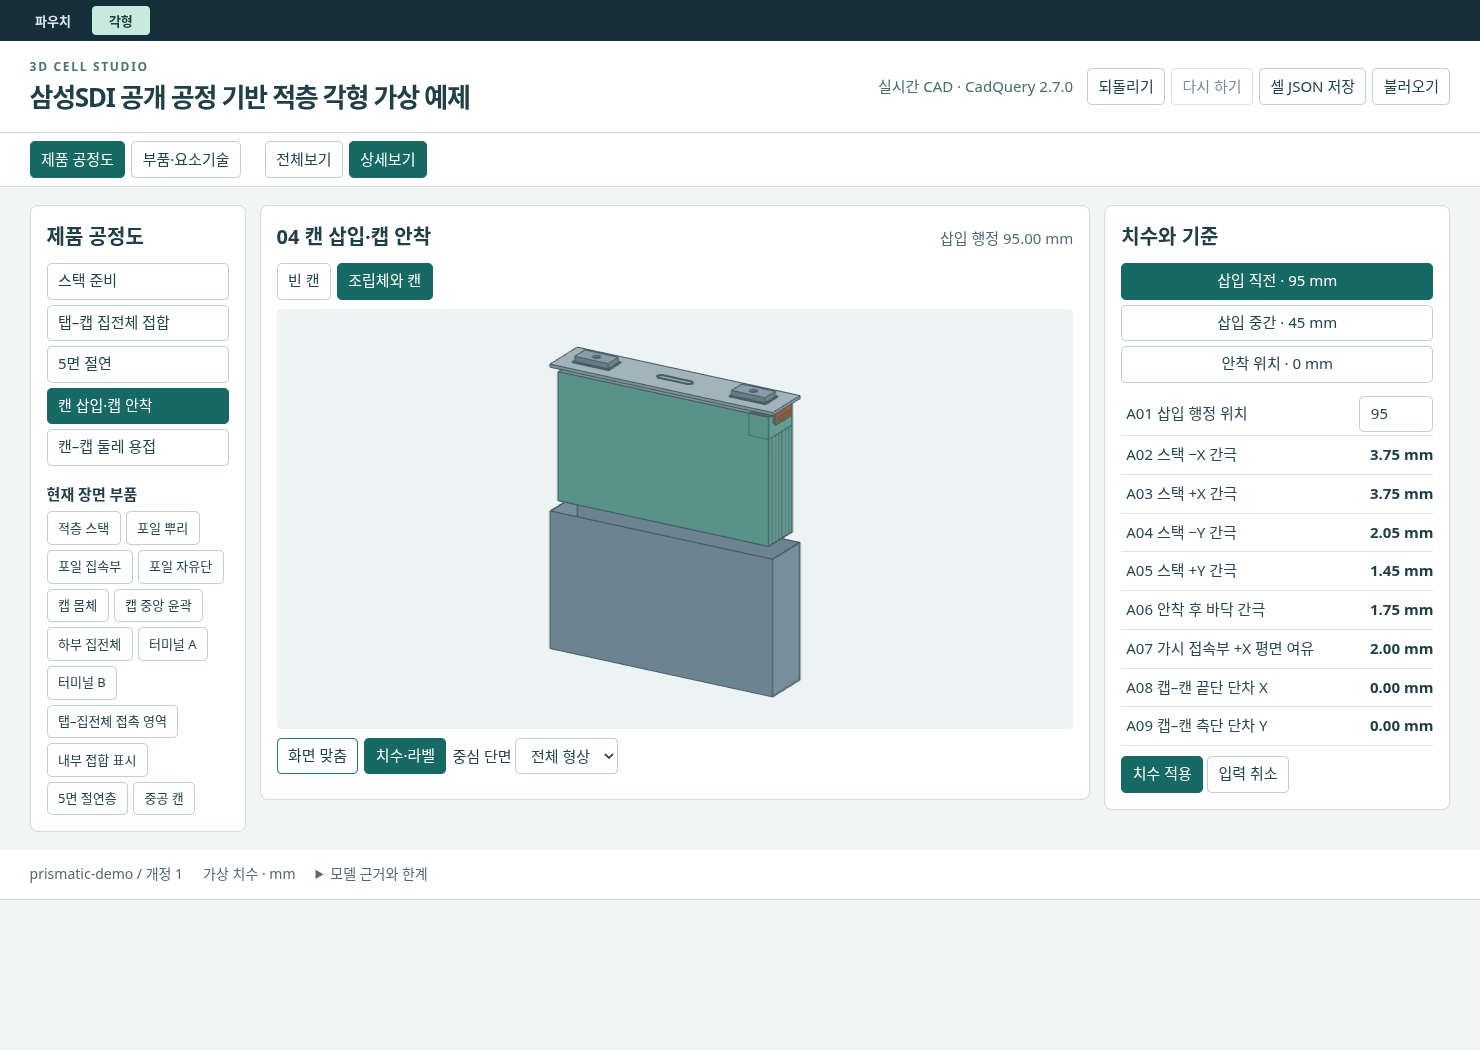 파우치 각형
3D CELL STUDIO
삼성SDI 공개 공정 기반 적층 각형 가상 예제
실시간 CAD · CadQuery 2.7.0 되돌리기 다시 하기 셀 JSON 저장 불러오기
제품 공정도 부품·요소기술 전체보기 상세보기
제품 공정도
스택 준비
탭–캡 집전체 접합
5면 절연
캔 삽입·캡 안착
캔–캡 둘레 용접
현재 장면 부품
적층 스택 포일 뿌리
포일 집속부 포일 자유단
캡 몸체 캡 중앙 윤곽
하부 집전체 터미널 A
터미널 B
탭–집전체 접촉 영역
내부 접합 표시
5면 절연층 중공 캔
04 캔 삽입·캡 안착 삽입 행정 95.00 mm
빈 캔 조립체와 캔
화면 맞춤 치수·라벨 중심 단면 전체 형상
치수와 기준
삽입 직전 · 95 mm
삽입 중간 · 45 mm
안착 위치 · 0 mm
A01 삽입 행정 위치 95
A02 스택 −X 간극 3.75 mm
A03 스택 +X 간극 3.75 mm
A04 스택 −Y 간극 2.05 mm
A05 스택 +Y 간극 1.45 mm
A06 안착 후 바닥 간극 1.75 mm
A07 가시 접속부 +X 평면 여유 2.00 mm
A08 캡–캔 끝단 단차 X 0.00 mm
A09 캡–캔 측단 단차 Y 0.00 mm
치수 적용 입력 취소
prismatic-demo / 개정 1 가상 치수 · mm ▶ 모델 근거와 한계